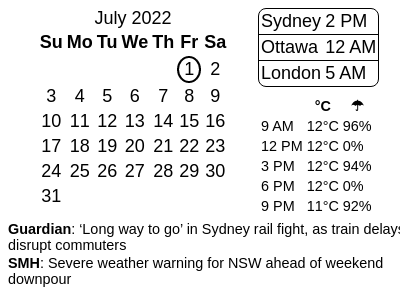 July 2022
Su Mo Tu We Th Fr Sa
1 2
3 4 5 6 7 8 9
10 11 12 13 14 15 16
17 18 19 20 21 22 23
24 25 26 27 28 29 30
31
Sydney 2 PM
Ottawa 12 AM
London 5 AM
°C ☂
9 AM 12°C 96%
12 PM 12°C 0%
3 PM 12°C 94%
6 PM 12°C 0%
9 PM 11°C 92%
Guardian: ‘Long way to go’ in Sydney rail fight, as train delays
disrupt commuters
SMH: Severe weather warning for NSW ahead of weekend
downpour